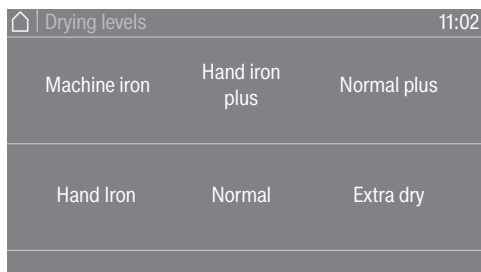 Drying levels 11:02
Machine iron Hand iron plus Normal plus
Hand Iron Normal Extra dry